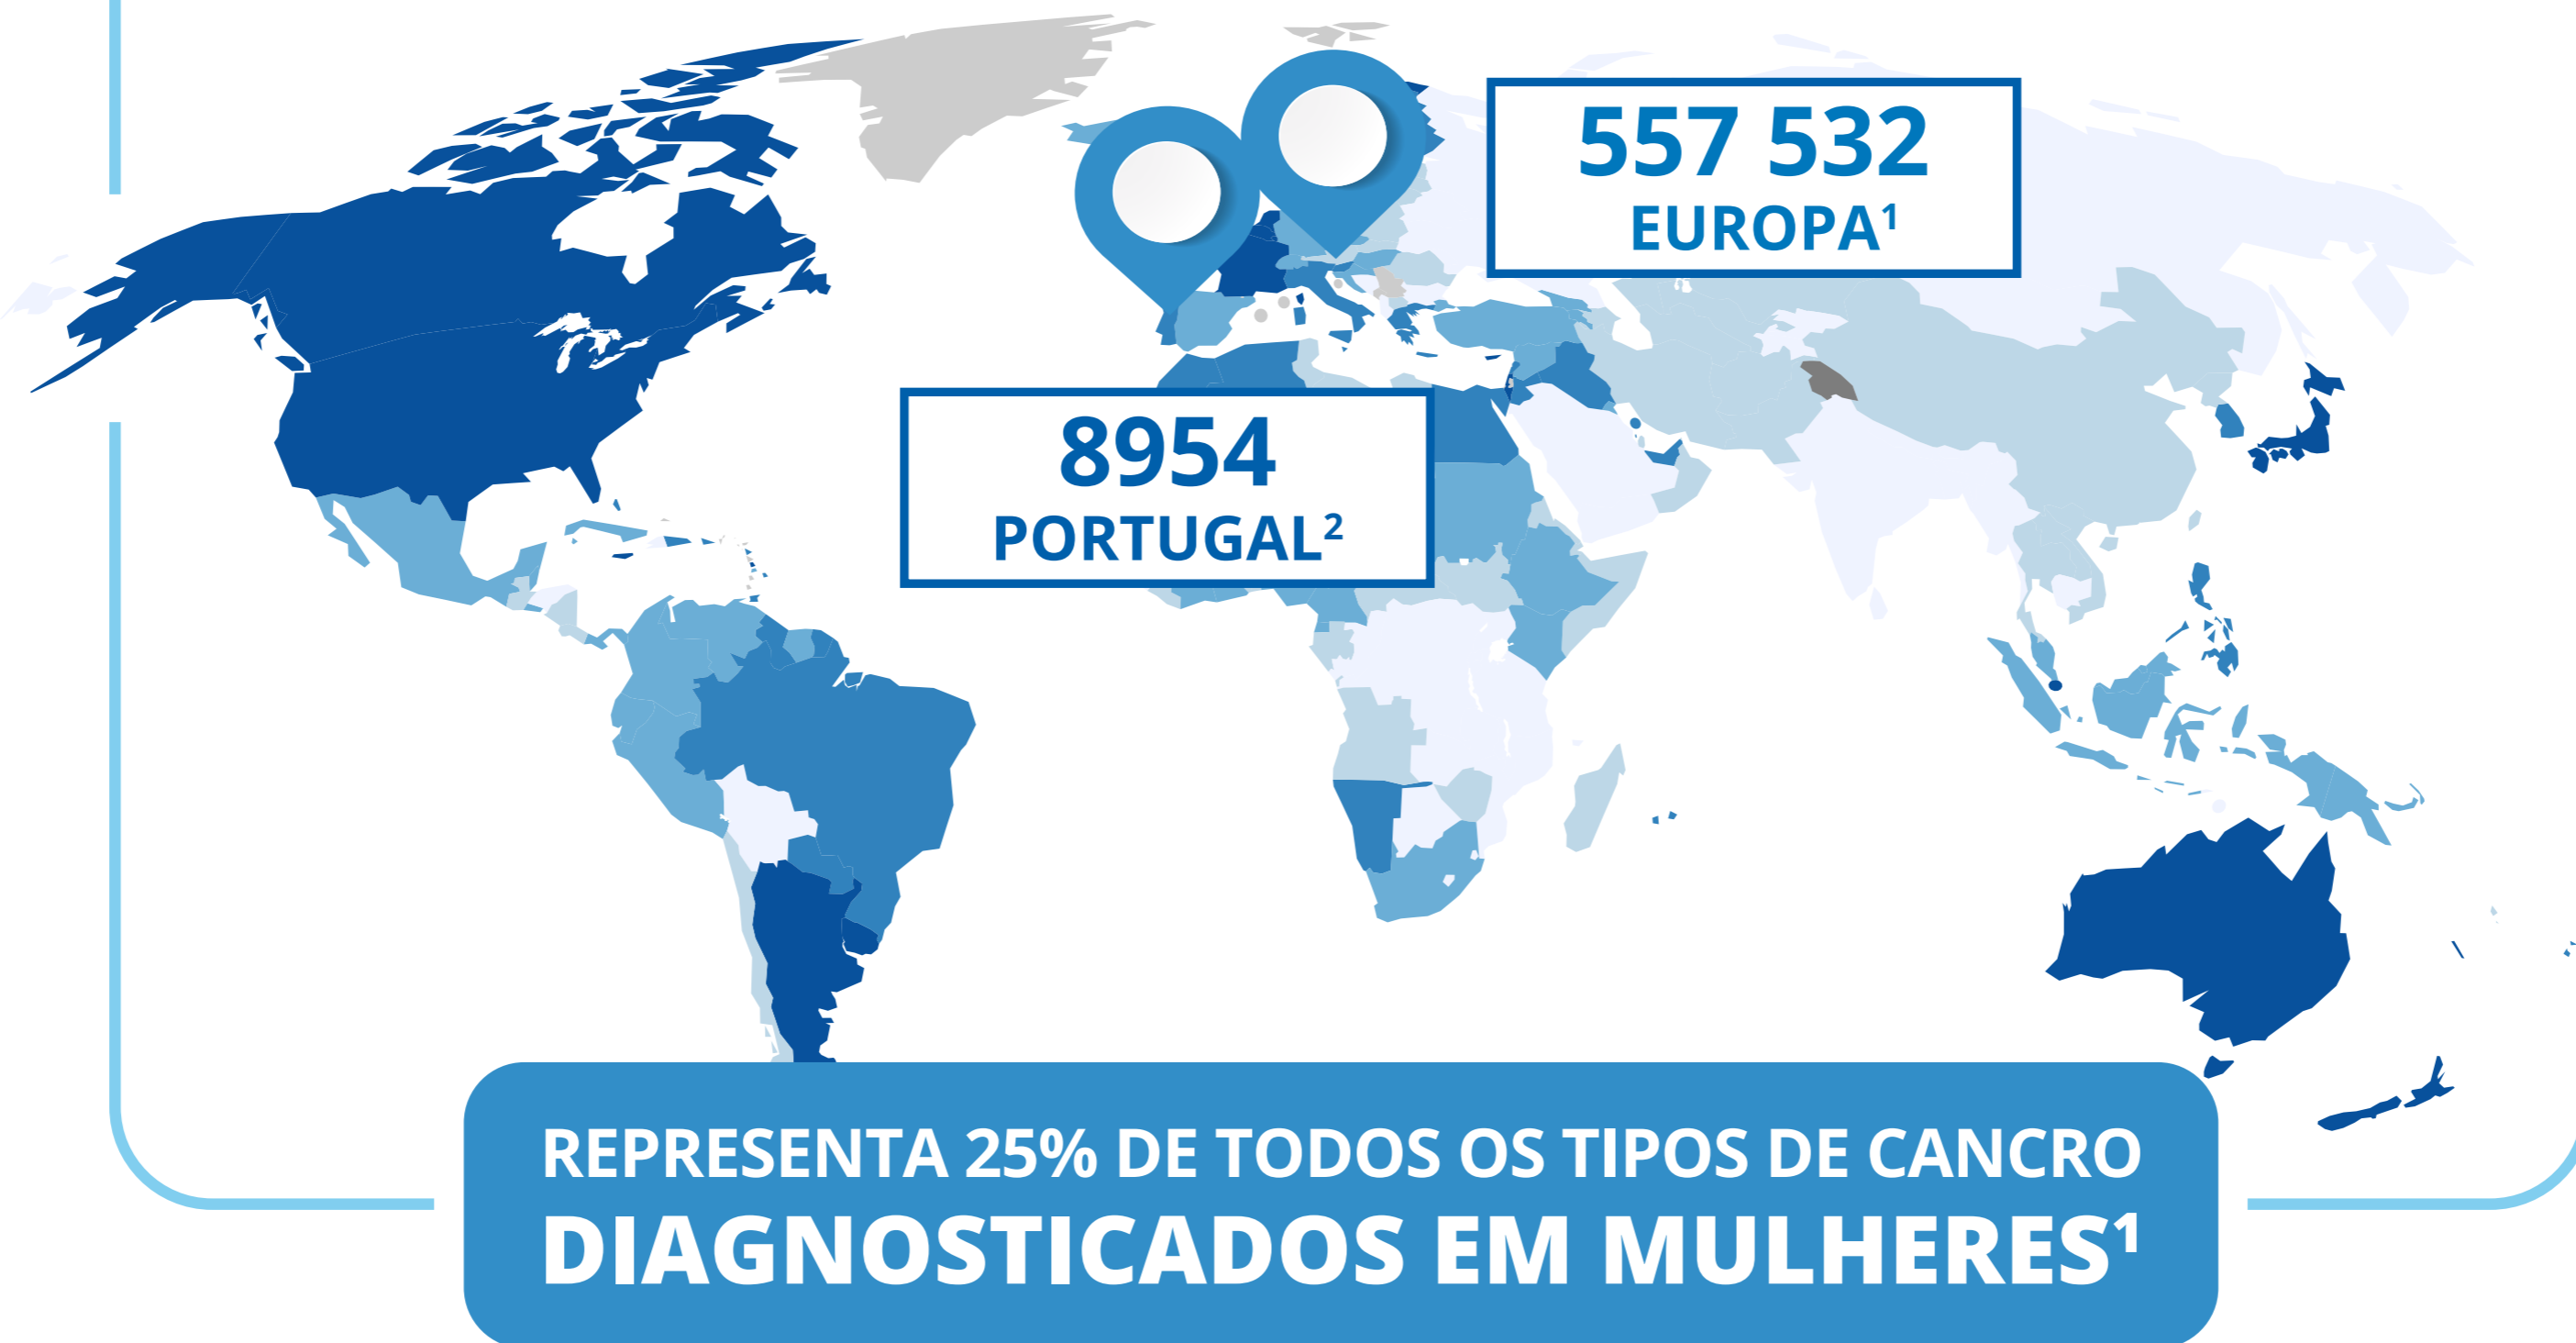 557 532
EUROPA¹
8954
PORTUGAL²
REPRESENTA 25% DE TODOS OS TIPOS DE CANCRO
DIAGNOSTICADOS EM MULHERES¹